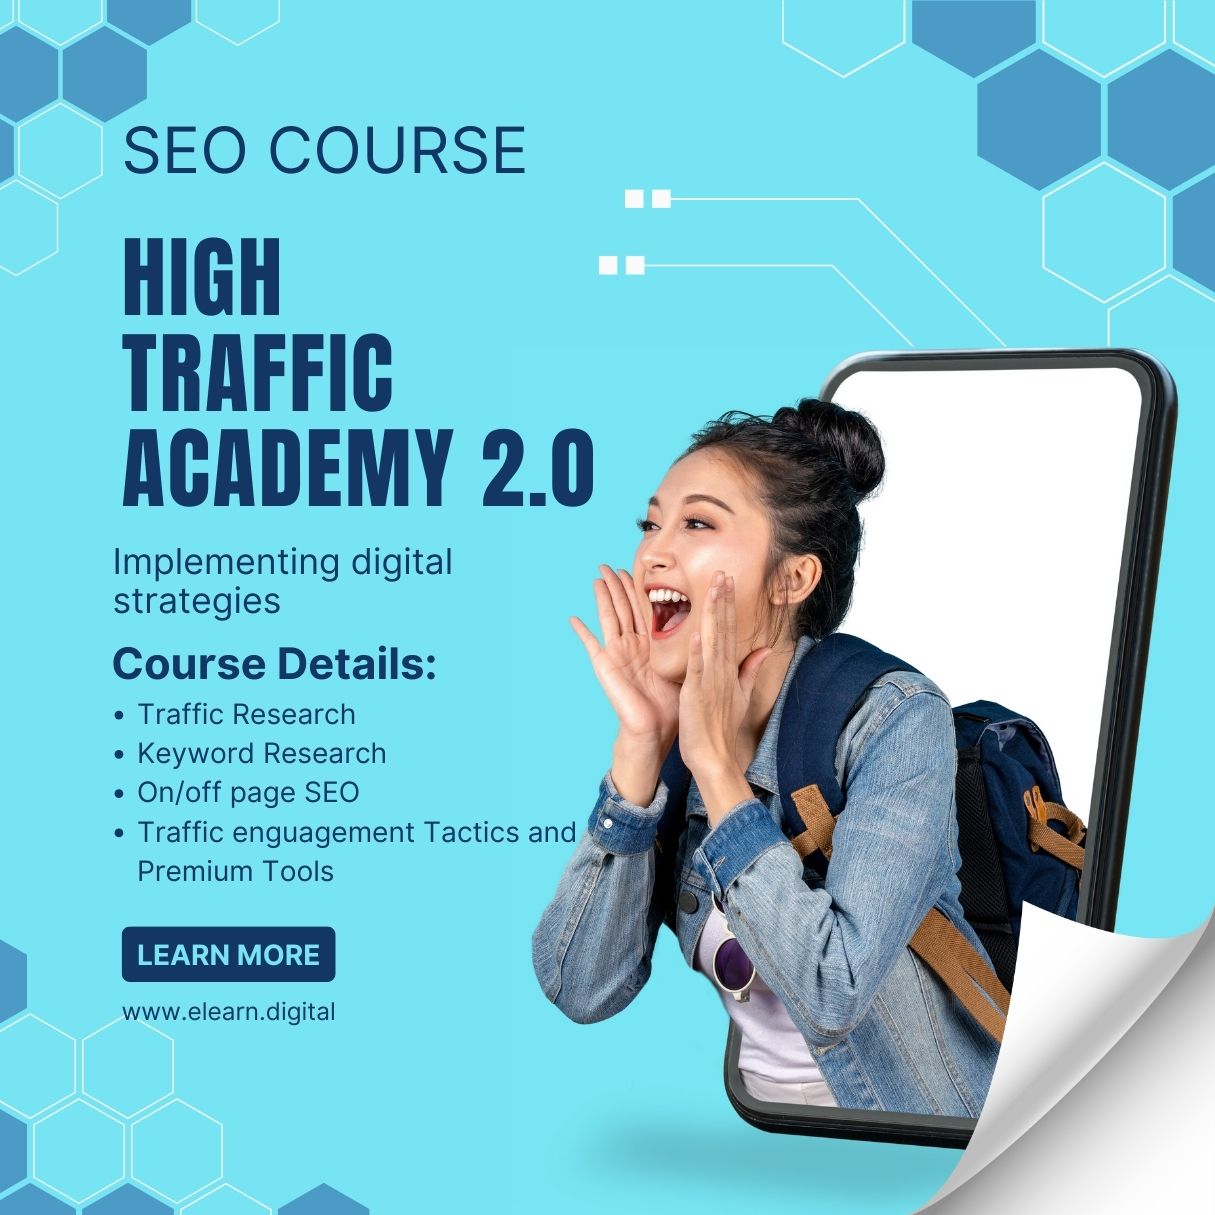 SEO COURSE
HIGH
TRAFFIC
ACADEMY 2.0
Implementing digital
strategies
Course Details:
• Traffic Research
• Keyword Research
• On/off page SEO
• Traffic enguagement Tactics and
Premium Tools
LEARN MORE
www.elearn.digital